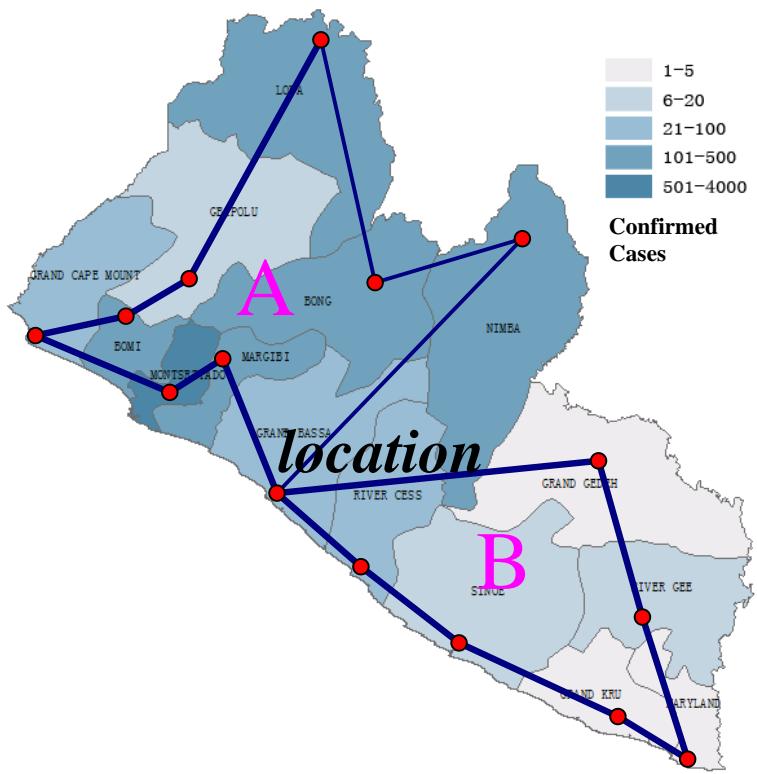 1-5
6-20
21-100
101-500
501-4000
Confirmed
Cases
LOFA
GBAPOLU
GRAND CAPE MOUNT
A
BONG
BOMI
MARGIBI
MONTSERRADO
NIMBA
GRAND BASSA
location
RIVER CESS
GRAND GEDEH
B
SINOE
RIVER GEE
GRAND KRU
MARYLAND